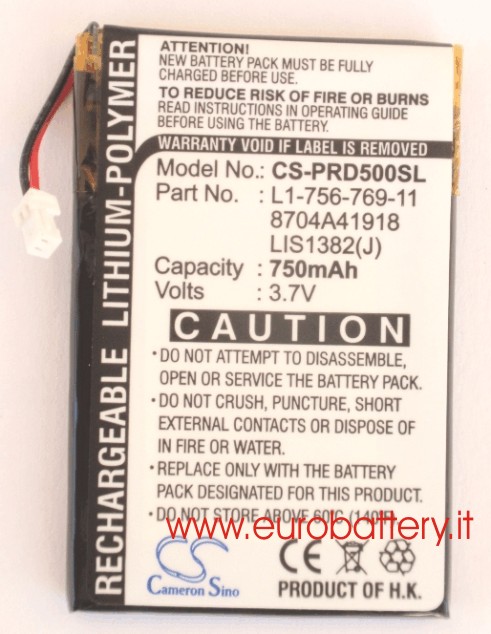 ATTENTION!
NEW BATTERY PACK MUST BE FULLY
CHARGED BEFORE USE.
TO REDUCE RISK OF FIRE OR BURNS
READ INSTRUCTIONS IN OPERATING MANUAL
BEFORE USING BATTERY.
WARRANTY VOID IF LABEL IS REMOVED
RECHARGEABLE LITHIUM-POLYMER
Model No.: CS-PRD500SL
Part No. : L1-756-769-11
8704A41918
LIS1382(J)
Capacity : 750mAh
Volts : 3.7V
CAUTION
• DO NOT ATTEMPT TO DISASSEMBLE,
OPEN OR SERVICE THE BATTERY PACK.
• DO NOT CRUSH, PUNCTURE, SHORT
EXTERNAL CONTACTS OR DISPOSE OF
IN FIRE OR WATER.
• REPLACE ONLY WITH THE BATTERY
PACK DESIGNATED FOR THIS PRODUCT.
• DO NOT STORE ABOVE 60°C (140°F)
www.eurobattery.it
CS
Cameron Sino
CE
PRODUCT OF H.K.